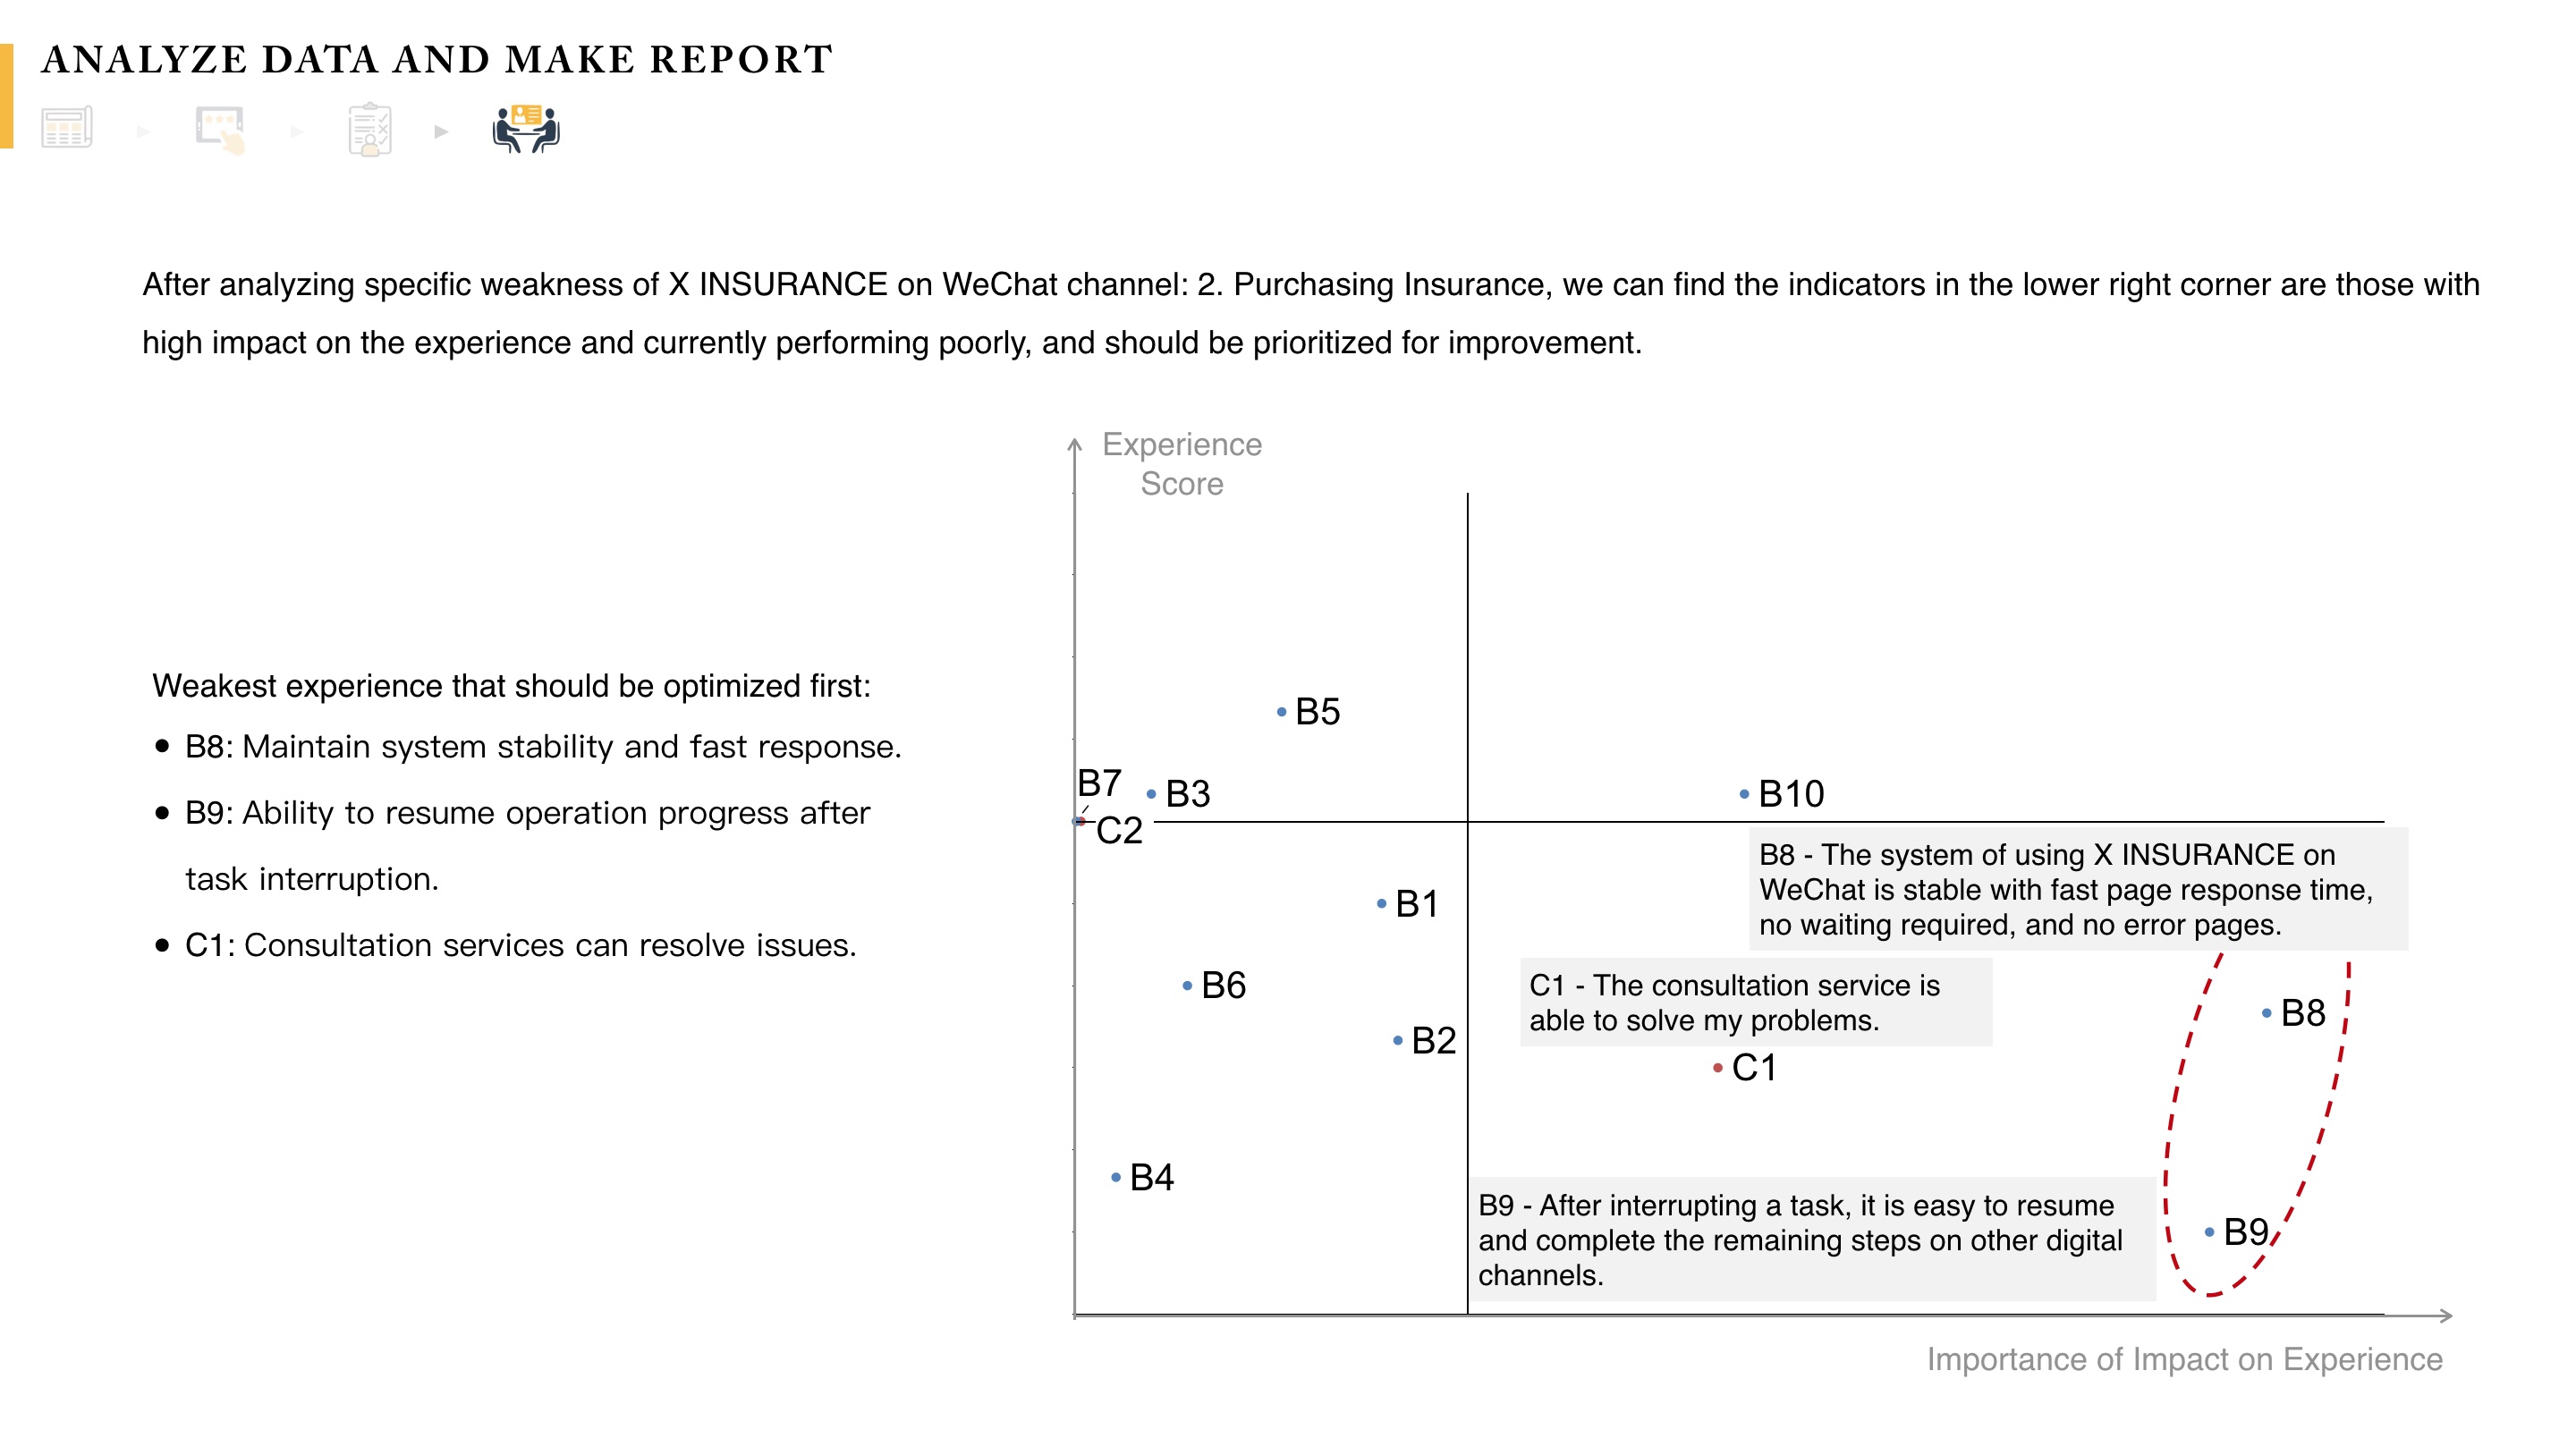 ANALYZE DATA AND MAKE REPORT
After analyzing specific weakness of X INSURANCE on WeChat channel: 2. Purchasing Insurance, we can find the indicators in the lower right corner are those with
high impact on the experience and currently performing poorly, and should be prioritized for improvement.
Weakest experience that should be optimized first:
• B8: Maintain system stability and fast response.
• B9: Ability to resume operation progress after
task interruption.
• C1: Consultation services can resolve issues.
Experience
Score
B5
B7
B3
B10
C2
B8 - The system of using X INSURANCE on
WeChat is stable with fast page response time,
no waiting required, and no error pages.
B1
C1 - The consultation service is
able to solve my problems.
B6
B8
B2
C1
B4
B9 - After interrupting a task, it is easy to resume
and complete the remaining steps on other digital
channels.
B9
Importance of Impact on Experience